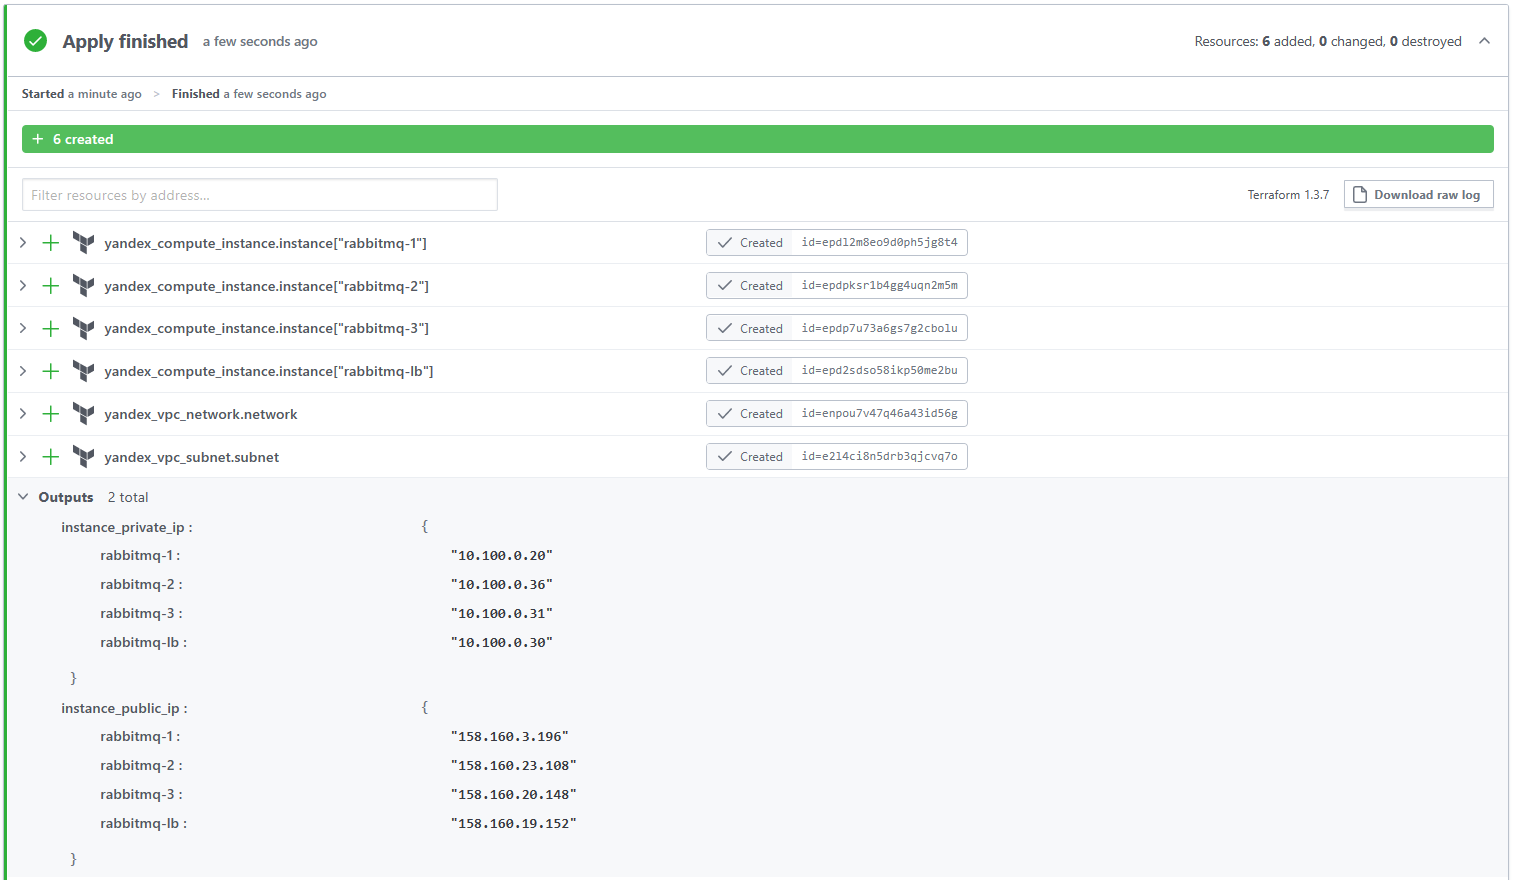 Apply finished a few seconds ago Resources: 6 added, 0 changed, 0 destroyed
Started a minute ago > Finished a few seconds ago
+ 6 created
Filter resources by address... Terraform 1.3.7 Download raw log
yandex_compute_instance.instance["rabbitmq-1"] Created id=epdl2m8eo9d0ph5jg8t4
yandex_compute_instance.instance["rabbitmq-2"] Created id=epdpksr1b4gg4uqn2m5m
yandex_compute_instance.instance["rabbitmq-3"] Created id=epdp7u73a6gs7g2cbolu
yandex_compute_instance.instance["rabbitmq-lb"] Created id=epd2sdso58ikp50me2bu
yandex_vpc_network.network Created id=enpou7v47q46a43id56g
yandex_vpc_subnet.subnet Created id=e2l4ci8n5drb3qjcvq7o
Outputs 2 total
instance_private_ip : {
rabbitmq-1 : "10.100.0.20"
rabbitmq-2 : "10.100.0.36"
rabbitmq-3 : "10.100.0.31"
rabbitmq-lb : "10.100.0.30"
}
instance_public_ip : {
rabbitmq-1 : "158.160.3.196"
rabbitmq-2 : "158.160.23.108"
rabbitmq-3 : "158.160.20.148"
rabbitmq-lb : "158.160.19.152"
}